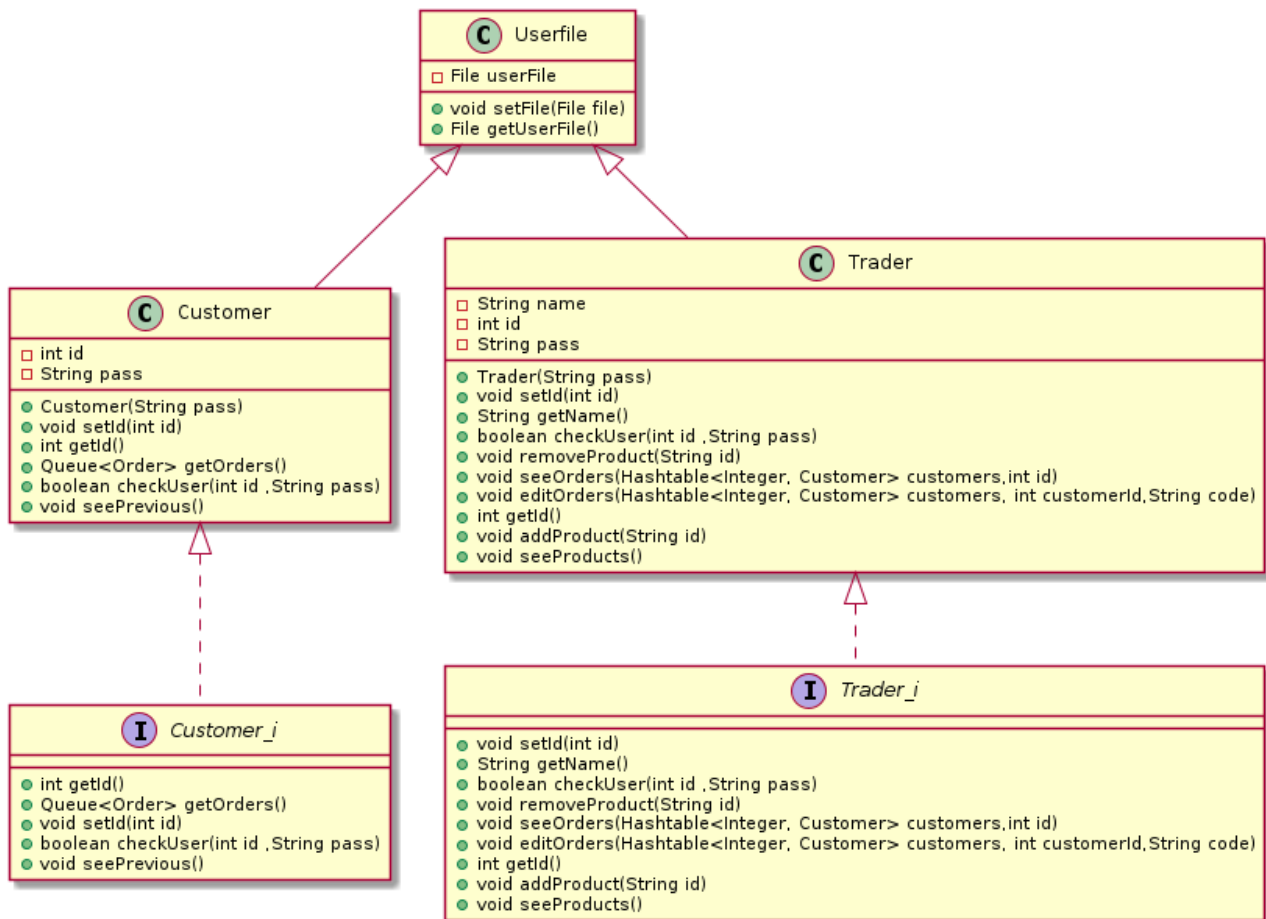 C Userfile
File userFile
void setFile(File file)
File getUserFile()
C Customer
int id
String pass
Customer(String pass)
void setId(int id)
int getId()
Queue<Order> getOrders()
boolean checkUser(int id ,String pass)
void seePrevious()
C Trader
String name
int id
String pass
Trader(String pass)
void setId(int id)
String getName()
boolean checkUser(int id ,String pass)
void removeProduct(String id)
void seeOrders(Hashtable<Integer, Customer> customers,int id)
void editOrders(Hashtable<Integer, Customer> customers, int customerId,String code)
int getId()
void addProduct(String id)
void seeProducts()
I Customer_i
int getId()
Queue<Order> getOrders()
void setId(int id)
boolean checkUser(int id ,String pass)
void seePrevious()
I Trader_i
void setId(int id)
String getName()
boolean checkUser(int id ,String pass)
void removeProduct(String id)
void seeOrders(Hashtable<Integer, Customer> customers,int id)
void editOrders(Hashtable<Integer, Customer> customers, int customerId,String code)
int getId()
void addProduct(String id)
void seeProducts()